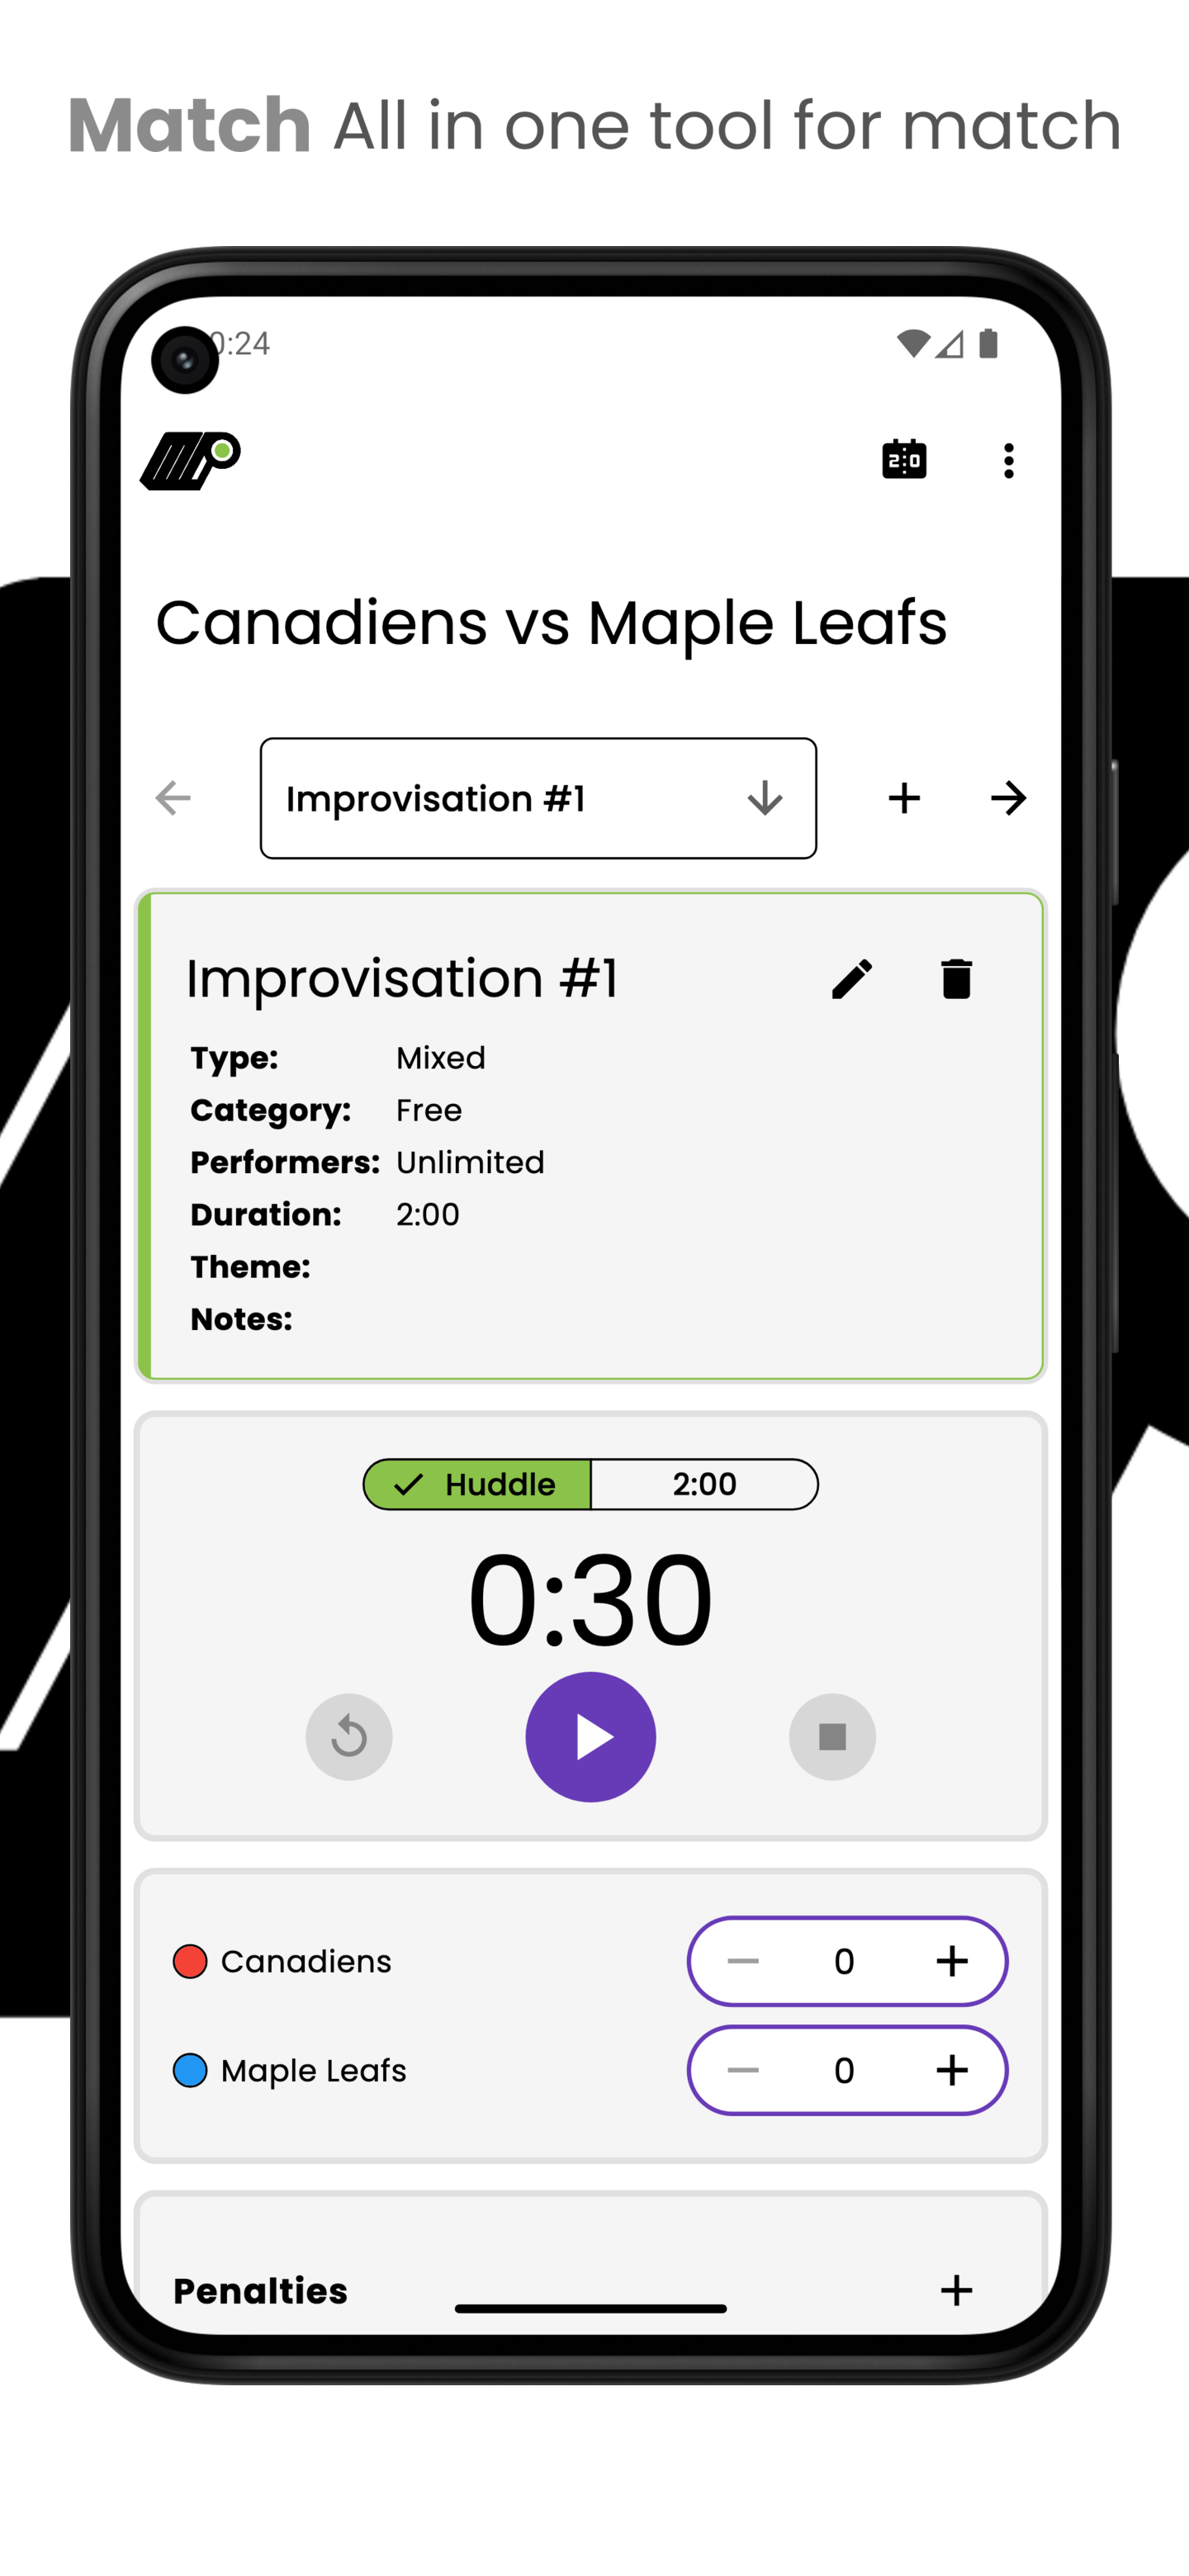 Match All in one tool for match
0:24
2:0
Canadiens vs Maple Leafs
Improvisation #1
Improvisation #1
Type: Mixed
Category: Free
Performers: Unlimited
Duration: 2:00
Theme:
Notes:
Huddle 2:00
0:30
Canadiens 0
Maple Leafs 0
Penalties